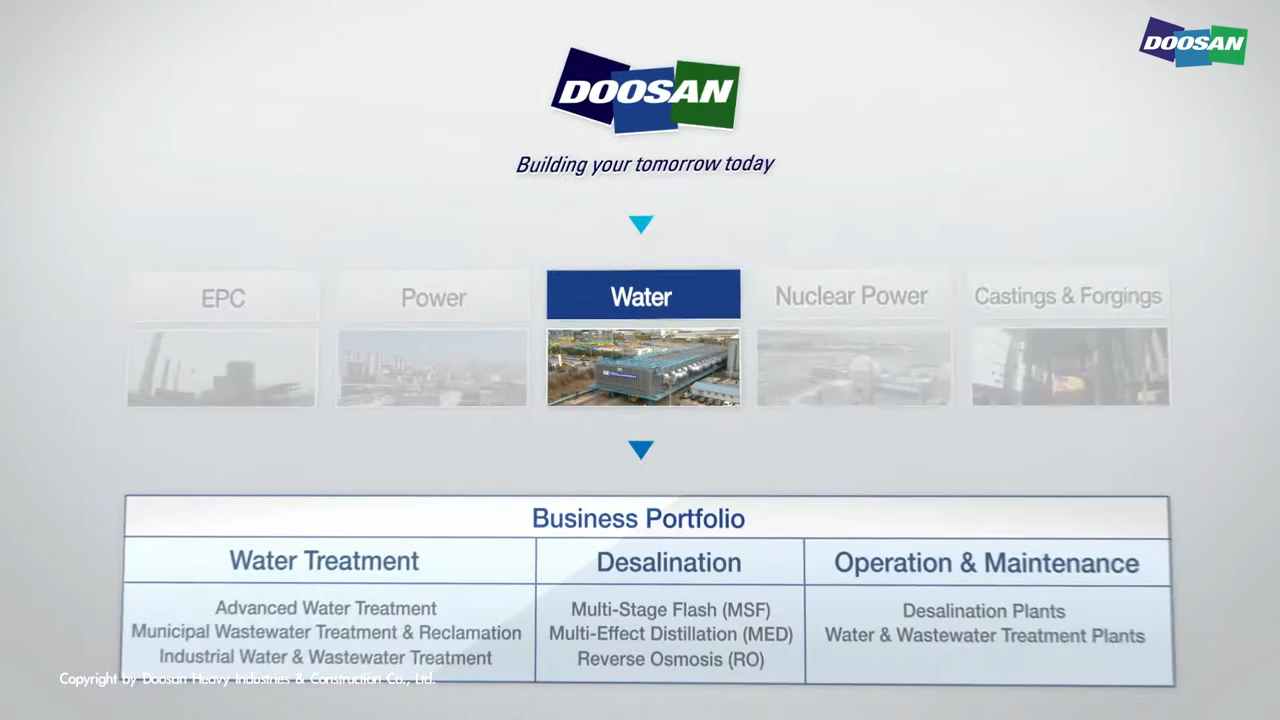 DOOSAN
DOOSAN
Building your tomorrow today
EPC
Power
Water
Nuclear Power
Castings & Forgings
Business Portfolio
Water Treatment
Desalination
Operation & Maintenance
Advanced Water Treatment
Municipal Wastewater Treatment & Reclamation
Industrial Water & Wastewater Treatment
Multi-Stage Flash (MSF)
Multi-Effect Distillation (MED)
Reverse Osmosis (RO)
Desalination Plants
Water & Wastewater Treatment Plants
Copyright by Doosan Heavy Industries & Construction Co., Ltd.